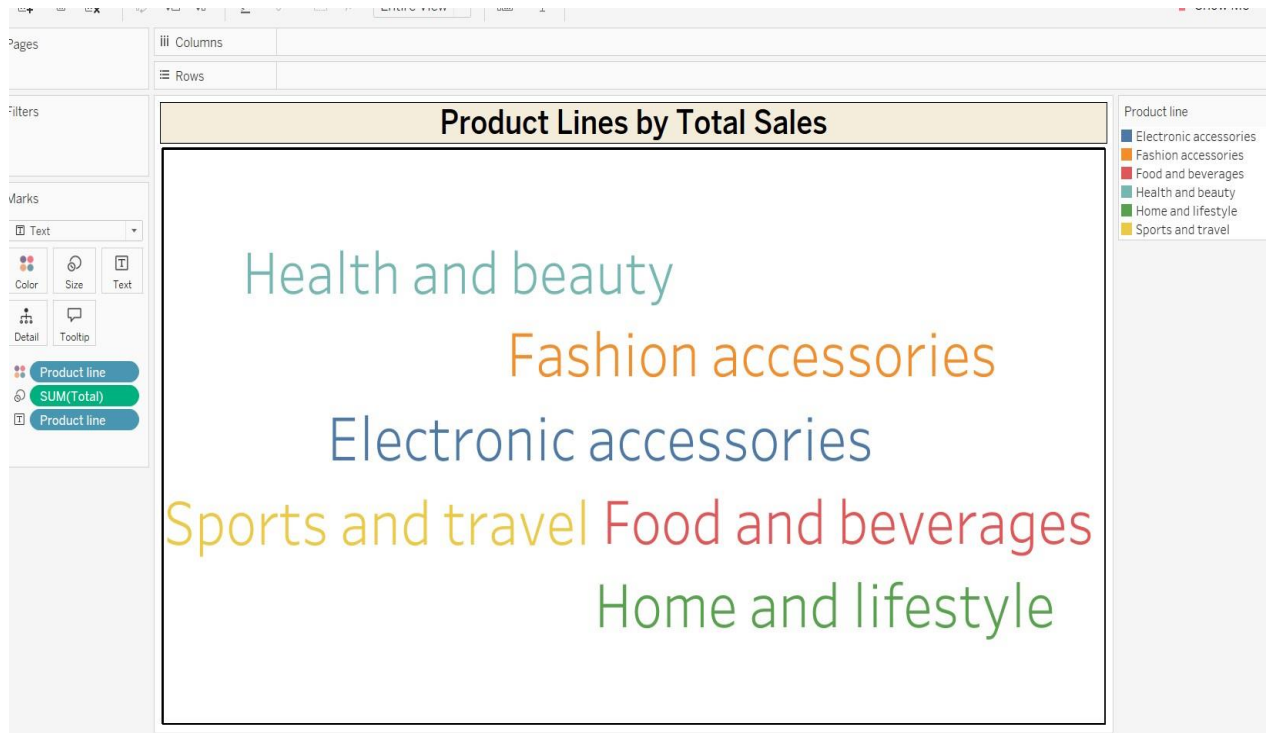 Pages
Columns
Rows
Filters
Product Lines by Total Sales
Product line
Electronic accessories
Fashion accessories
Food and beverages
Health and beauty
Home and lifestyle
Sports and travel
Marks
Text
Color Size Text
Detail Tooltip
Product line
SUM(Total)
Product line
Health and beauty
Fashion accessories
Electronic accessories
Sports and travel Food and beverages
Home and lifestyle